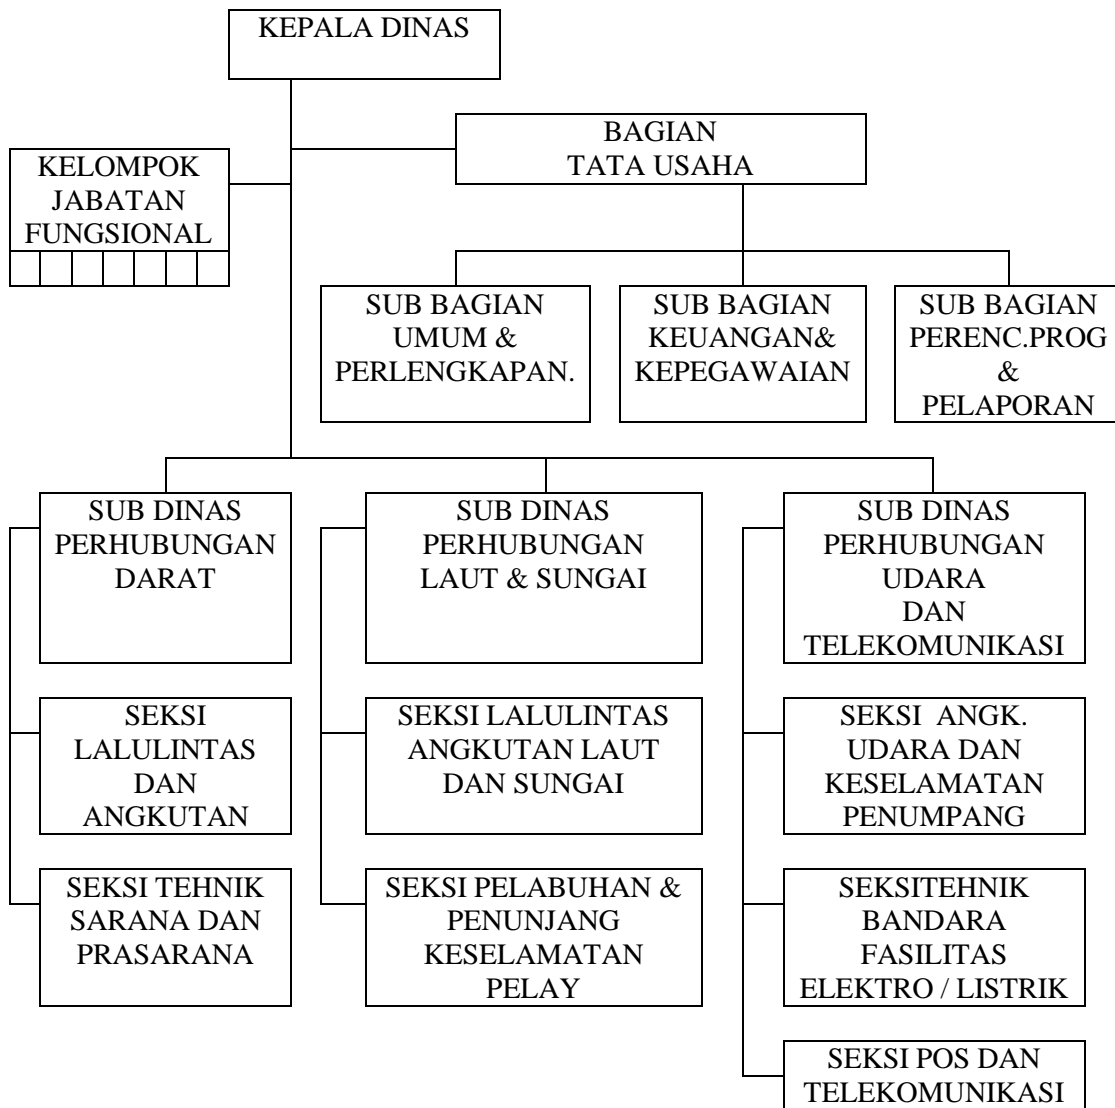 KEPALA DINAS
BAGIAN
TATA USAHA
KELOMPOK
JABATAN
FUNGSIONAL
SUB BAGIAN
UMUM &
PERLENGKAPAN.
SUB BAGIAN
KEUANGAN&
KEPEGAWAIAN
SUB BAGIAN
PERENC.PROG
&
PELAPORAN
SUB DINAS
PERHUBUNGAN
DARAT
SUB DINAS
PERHUBUNGAN
LAUT & SUNGAI
SUB DINAS
PERHUBUNGAN
UDARA
DAN
TELEKOMUNIKASI
SEKSI
LALULINTAS
DAN
ANGKUTAN
SEKSI LALULINTAS
ANGKUTAN LAUT
DAN SUNGAI
SEKSI ANGK.
UDARA DAN
KESELAMATAN
PENUMPANG
SEKSI TEHNIK
SARANA DAN
PRASARANA
SEKSI PELABUHAN &
PENUNJANG
KESELAMATAN
PELAY
SEKSITEHNIK
BANDARA
FASILITAS
ELEKTRO / LISTRIK
SEKSI POS DAN
TELEKOMUNIKASI